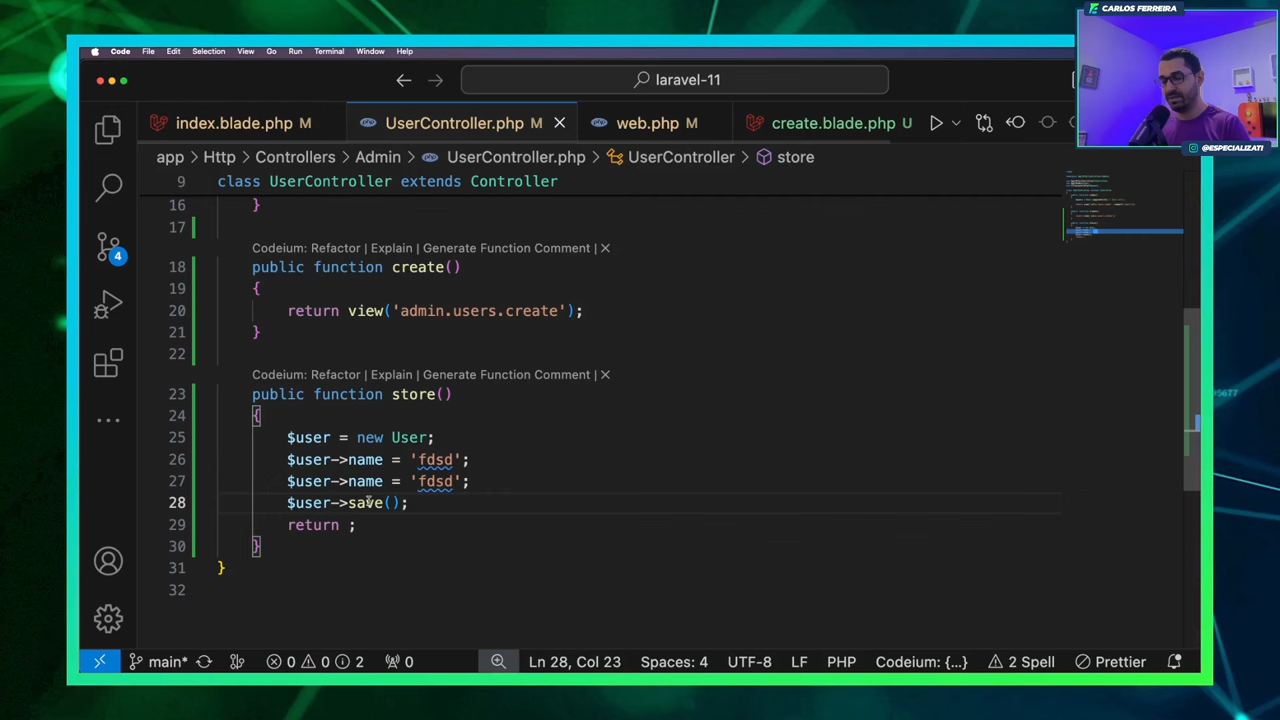 CARLOS FERREIRA
Code File Edit Selection View Go Run Terminal Window Help
laravel-11
index.blade.php M UserController.php M web.php M create.blade.php U
@ESPECIALIZATI
app > Http > Controllers > Admin > UserController.php > UserController > store
9 class UserController extends Controller
16 }
17
Codeium: Refactor | Explain | Generate Function Comment | ×
18 public function create()
19 {
20 return view('admin.users.create');
21 }
22
Codeium: Refactor | Explain | Generate Function Comment | ×
23 public function store()
24 {
25 $user = new User;
26 $user->name = 'fdsd';
27 $user->name = 'fdsd';
28 $user->save();
29 return ;
30 }
31 }
32
4
main* 0 0 2 0 Ln 28, Col 23 Spaces: 4 UTF-8 LF PHP Codeium: {...} 2 Spell Prettier